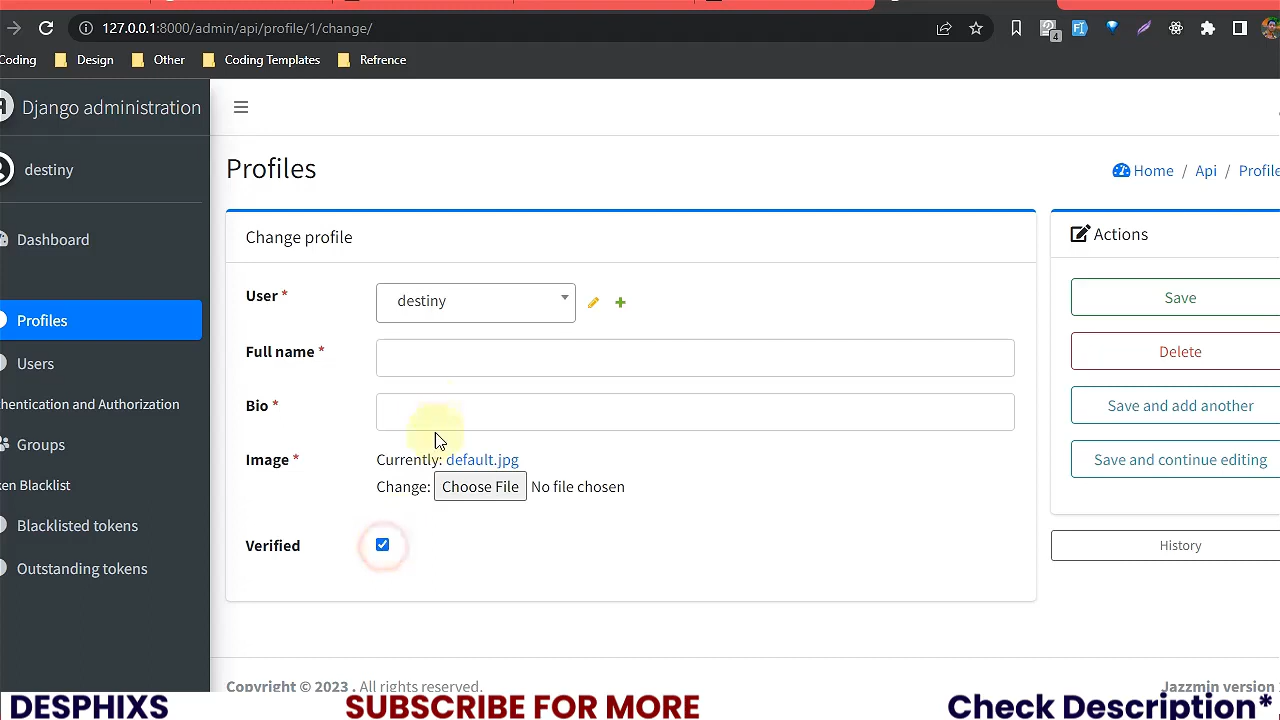 127.0.0.1:8000/admin/api/profile/1/change/
4
Coding
Design
Other
Coding Templates
Refrence
Django administration
destiny
Dashboard
Profiles
Users
hentication and Authorization
Groups
ken Blacklist
Blacklisted tokens
Outstanding tokens
Profiles
Home / Api / Profile
Change profile
User *
destiny
Full name *
Bio *
Image *
Currently: default.jpg
Change: Choose File No file chosen
Verified
Actions
Save
Delete
Save and add another
Save and continue editing
History
Copyright © 2023 . All rights reserved.
Jazzmin version
DESPHIXS
SUBSCRIBE FOR MORE
Check Description*